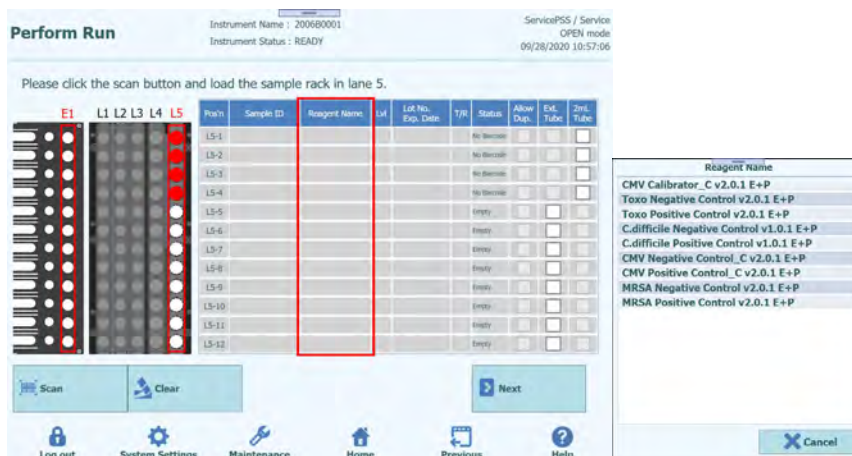 Perform Run
Instrument Name : 2006B0001
Instrument Status : READY
ServicePSS / Service
OPEN mode
09/28/2020 10:57:06
Please click the scan button and load the sample rack in lane 5.
E1 L1 L2 L3 L4 L5
Pos'n Sample ID Reagent Name Lvl Lot No. Exp. Date T/R Status Allow Dup. Ext. Tube 2mL Tube
L5-1 No Barcode
L5-2 No Barcode
L5-3 No Barcode
L5-4 No Barcode
L5-5 Empty
L5-6 Empty
L5-7 Empty
L5-8 Empty
L5-9 Empty
L5-10 Empty
L5-11 Empty
L5-12 Empty
Scan Clear Next
Log out System Settings Maintenance Home Previous Help
Reagent Name
CMV Calibrator_C v2.0.1 E+P
Toxo Negative Control v2.0.1 E+P
Toxo Positive Control v2.0.1 E+P
C.difficile Negative Control v1.0.1 E+P
C.difficile Positive Control v1.0.1 E+P
CMV Negative Control_C v2.0.1 E+P
CMV Positive Control_C v2.0.1 E+P
MRSA Negative Control v2.0.1 E+P
MRSA Positive Control v2.0.1 E+P
Cancel